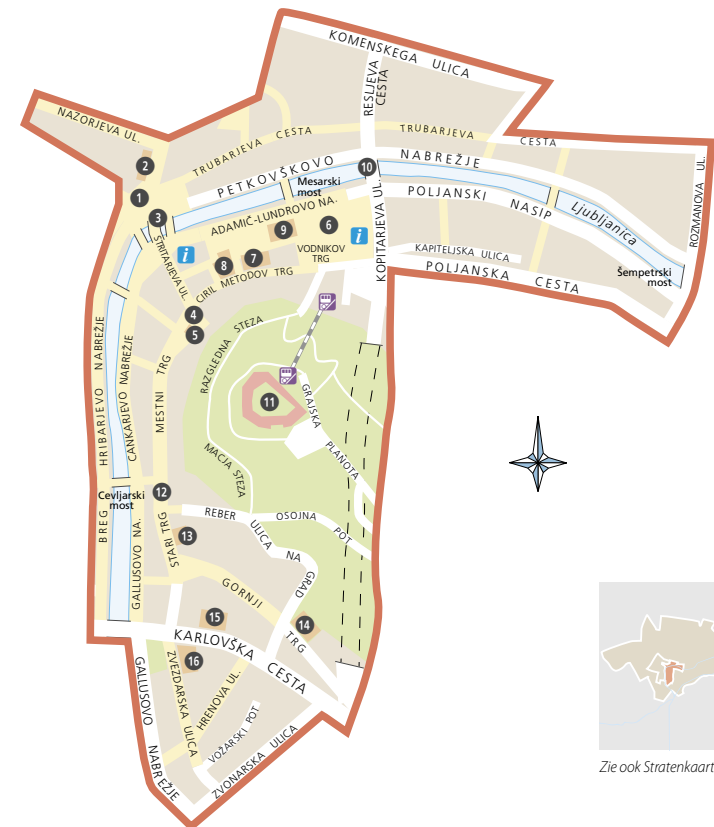 KOMENSKEGA ULICA
RESLJEVA
CESTA
NAZORJEVA UL.
TRUBARJEVA CESTA
TRUBARJEVA
CESTA
2
10
PETKOVŠKOVO
NABREŽJE
Mesarski
most
1
POLJANSKI NASIP
Ljubljanica
ROZMANOVA UL.
3
ADAMIČ-LUNDROVO NA.
9
6
KOPITARJEVA UL.
STRITARJEVA UL.
i
i
8
7
VODNIKOV
TRG
KAPITELJSKA ULICA
POLJANSKA CESTA
Šempetrski
most
CIRIL METODOV TRG
4
5
RAZGLEDNA STEZA
HRIBARJEVO NABREŽJE
CANKARJEVO NABREŽJE
MESTNI TRG
11
GRAJSKA
PLANOTA
MACJA STEZA
12
Cevljarski
most
BREG
GALLUSOVO NA.
STARI TRG
REBER
OSOJNA
POT
13
ULICA NA GRAD
GORNJI
TRG
15
14
KARLOVŠKA CESTA
16
GALLUSOVO
NABREŽJE
ZVEZDARSKA ULICA
HRENOVA UL.
VOŽARSKI POT
ZVONARSKA ULICA
Zie ook Stratenkaart